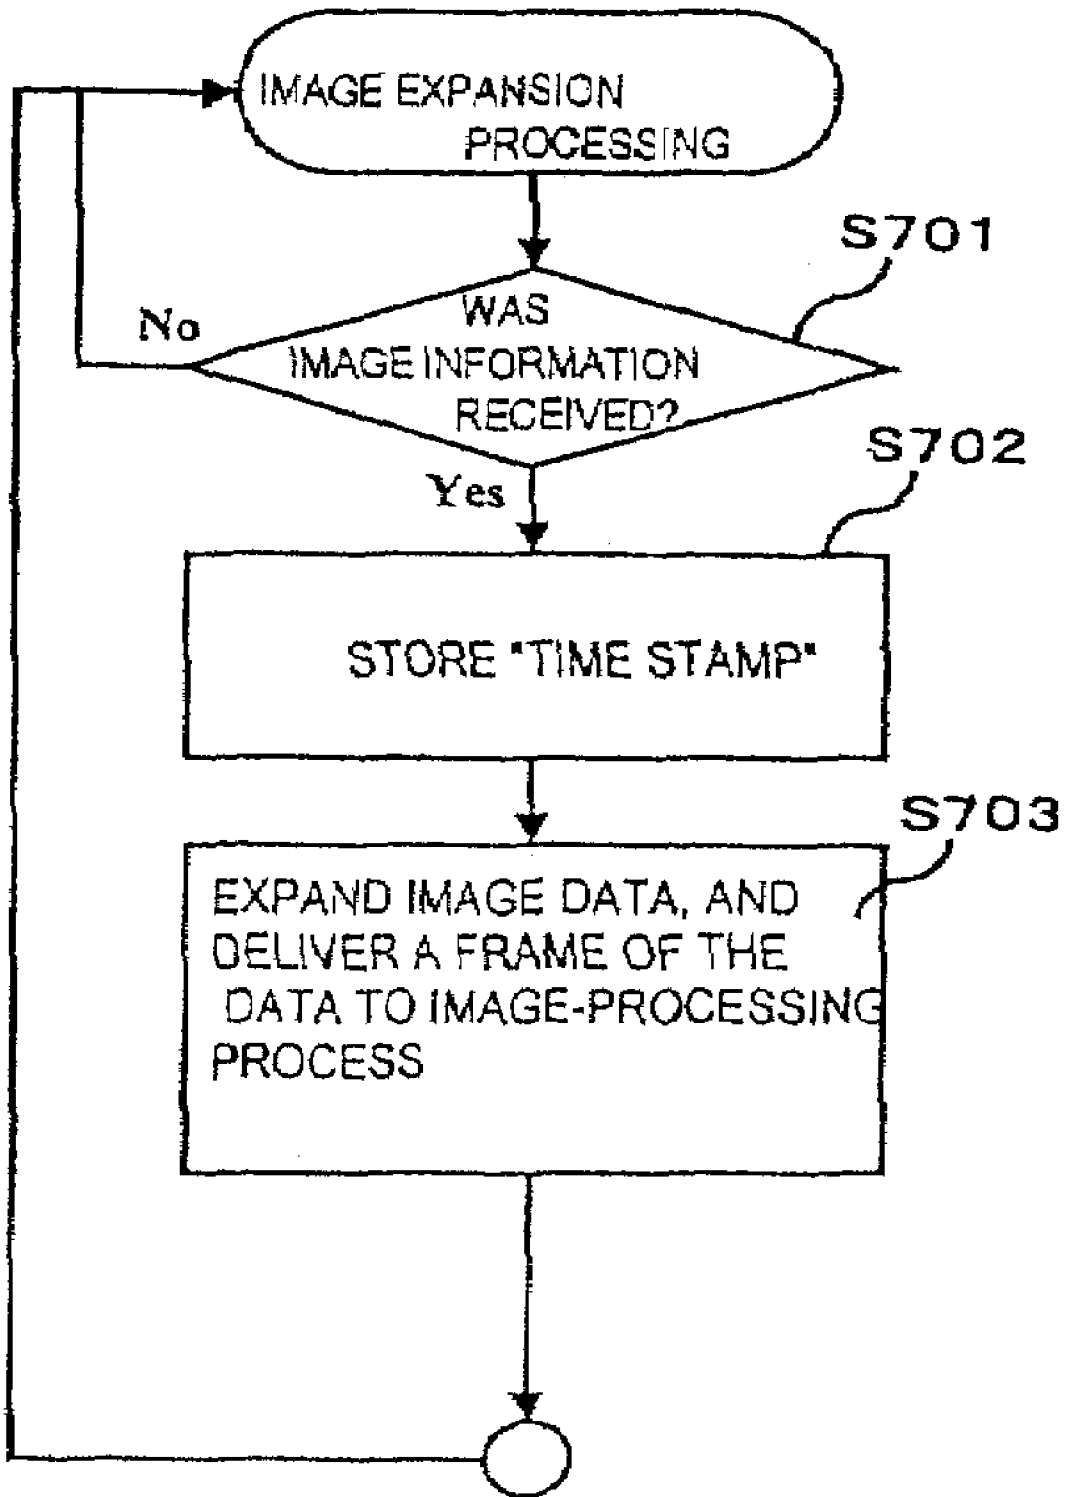 IMAGE EXPANSION
PROCESSING
S701
No
WAS
IMAGE INFORMATION
RECEIVED?
S702
Yes
STORE "TIME STAMP"
S703
EXPAND IMAGE DATA, AND
DELIVER A FRAME OF THE
DATA TO IMAGE-PROCESSING
PROCESS